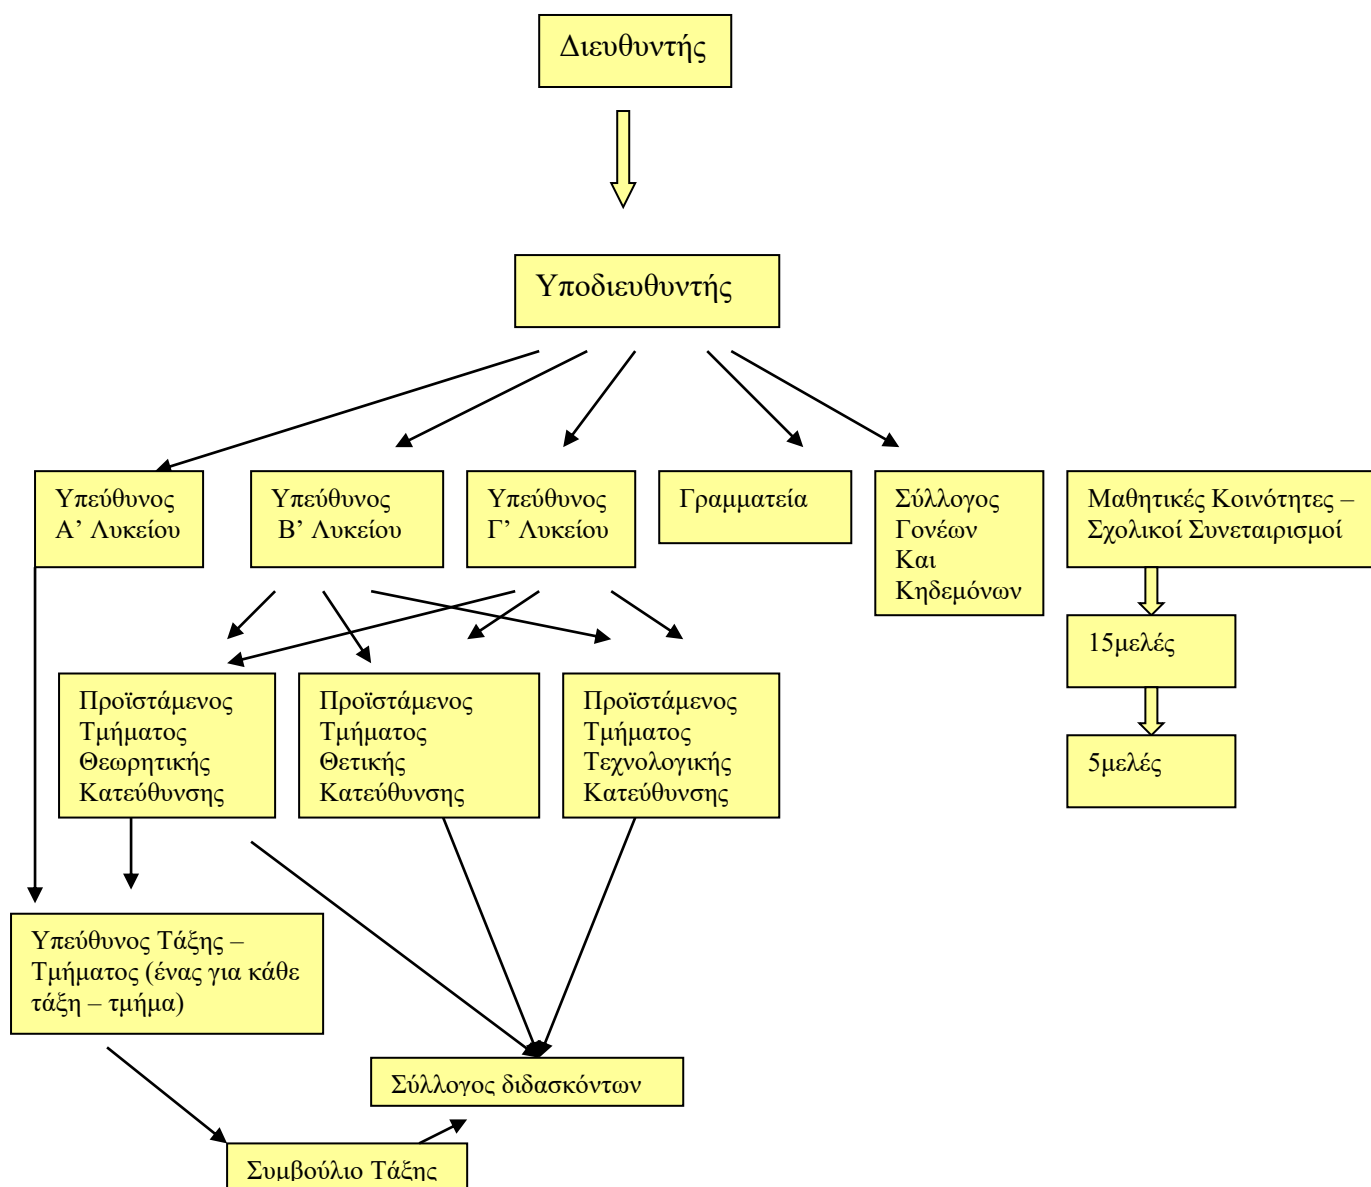 Διευθυντής
Υποδιευθυντής
Υπεύθυνος
Α’ Λυκείου
Υπεύθυνος
Β’ Λυκείου
Υπεύθυνος
Γ’ Λυκείου
Γραμματεία
Σύλλογος
Γονέων
Και
Κηδεμόνων
Μαθητικές Κοινότητες –
Σχολικοί Συνεταιρισμοί
15μελές
5μελές
Προϊστάμενος
Τμήματος
Θεωρητικής
Κατεύθυνσης
Προϊστάμενος
Τμήματος
Θετικής
Κατεύθυνσης
Προϊστάμενος
Τμήματος
Τεχνολογικής
Κατεύθυνσης
Υπεύθυνος Τάξης –
Τμήματος (ένας για κάθε
τάξη – τμήμα)
Σύλλογος διδασκόντων
Συμβούλιο Τάξης